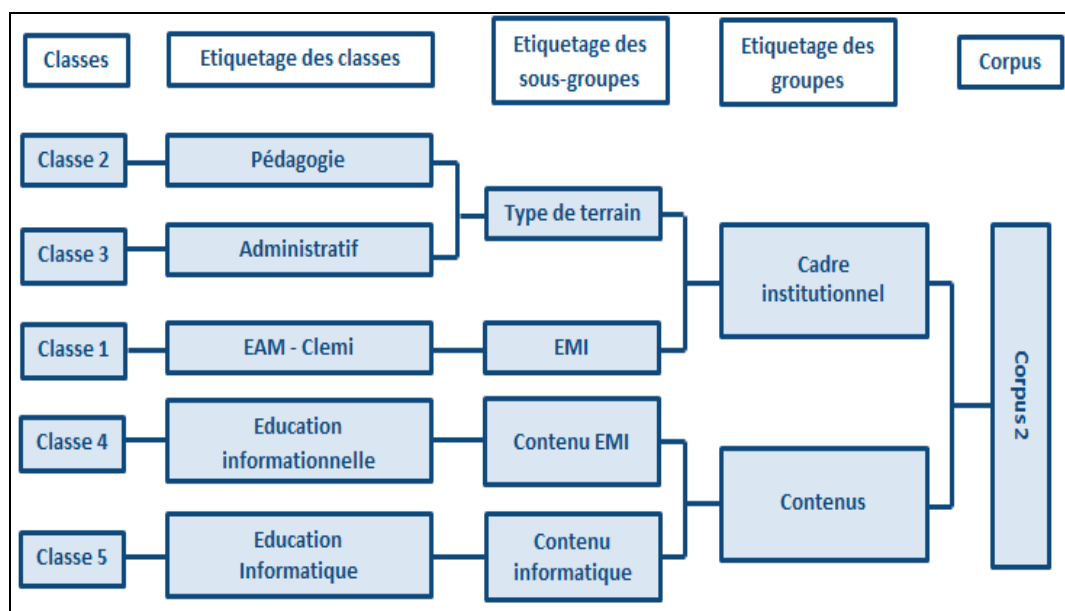 Classes
Etiquetage des classes
Etiquetage des
sous-groupes
Etiquetage des
groupes
Corpus
Classe 2
Pédagogie
Type de terrain
Classe 3
Administratif
Cadre
institutionnel
Classe 1
EAM - Clemi
EMI
Corpus 2
Classe 4
Education
informationnelle
Contenu EMI
Contenus
Classe 5
Education
Informatique
Contenu
informatique